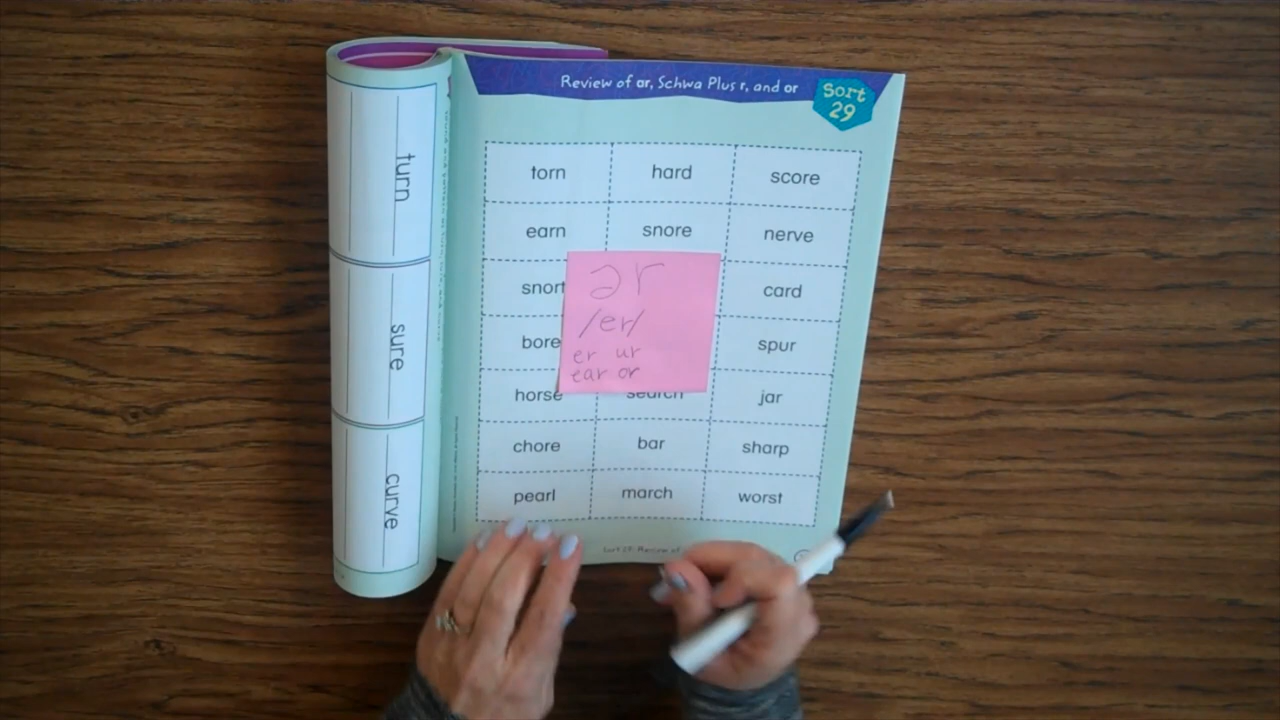 Review of ar, Schwa Plus r, and or
Sort
29
torn hard score
earn snore nerve
snort card
bore spur
horse search jar
chore bar sharp
pearl march worst
ər
/er/
er ur
ear or
turn
sure
curve